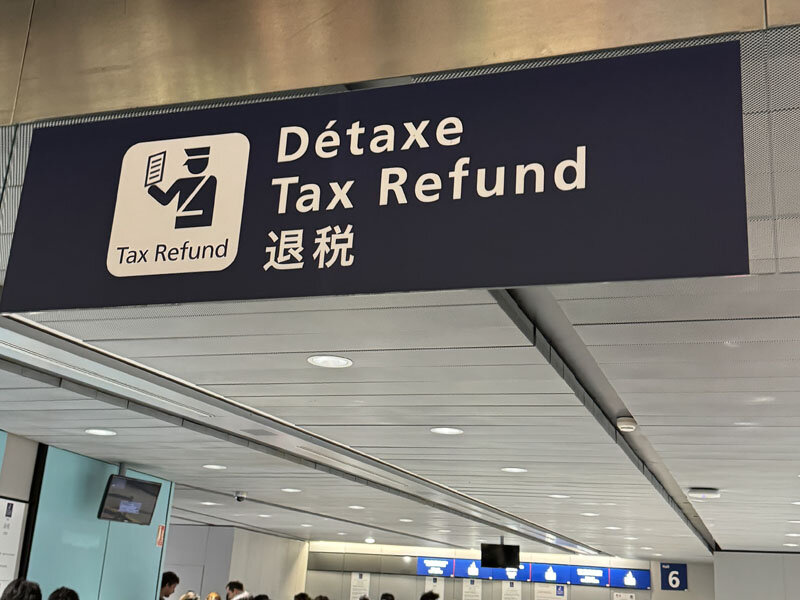 Détaxe
Tax Refund
退税
Tax Refund
6